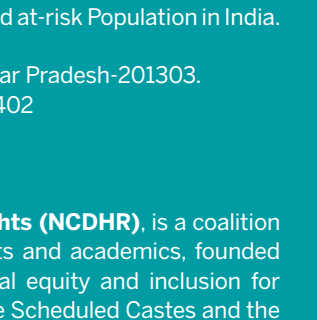 d at-risk Population in India.
ar Pradesh-201303.
402
hts (NCDHR), is a coalition
ts and academics, founded
al equity and inclusion for
e Scheduled Castes and the